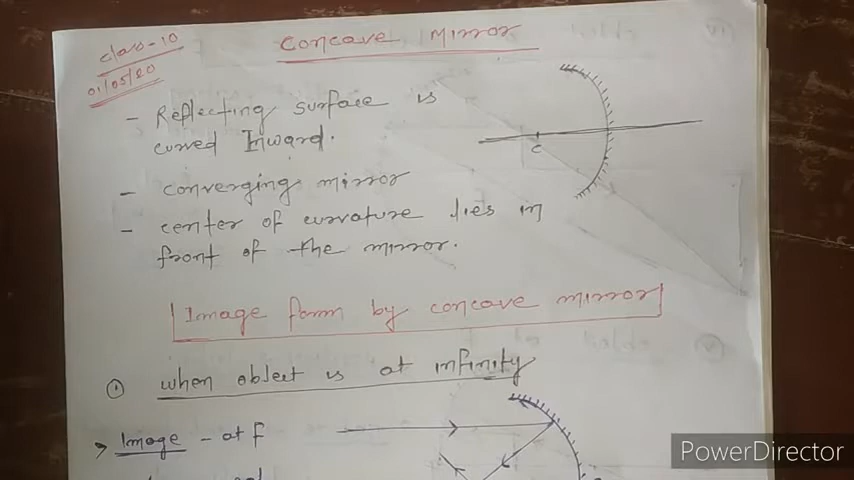 Class-10
01/05/20
Concave Mirror
- Reflecting surface is
curved Inward.
C
- converging mirror
- center of curvature lies in
front of the mirror.
Image form by concave mirror
① when object is at infinity
> Image - at F
PowerDirector